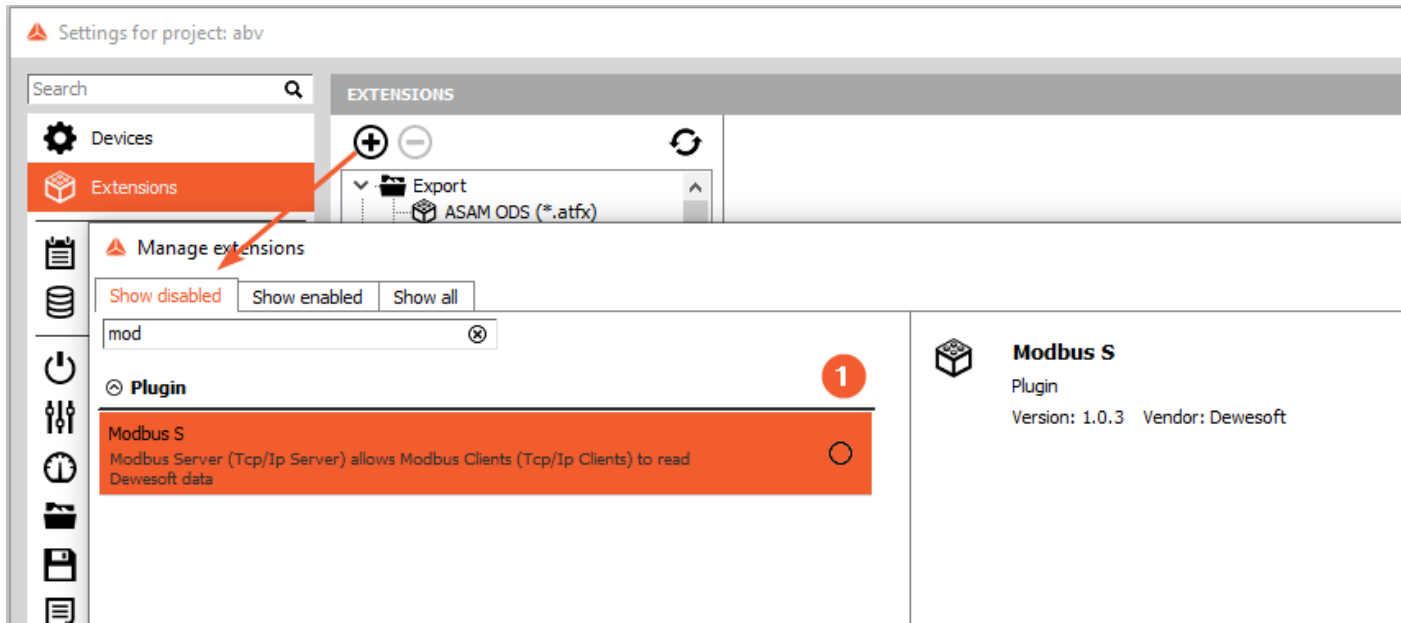 Settings for project: abv
Search
EXTENSIONS
Devices
Extensions
Export
ASAM ODS (*.atfx)
Manage extensions
Show disabled Show enabled Show all
mod
Plugin
1
Modbus S
Modbus Server (Tcp/Ip Server) allows Modbus Clients (Tcp/Ip Clients) to read
Dewesoft data
Modbus S
Plugin
Version: 1.0.3 Vendor: Dewesoft